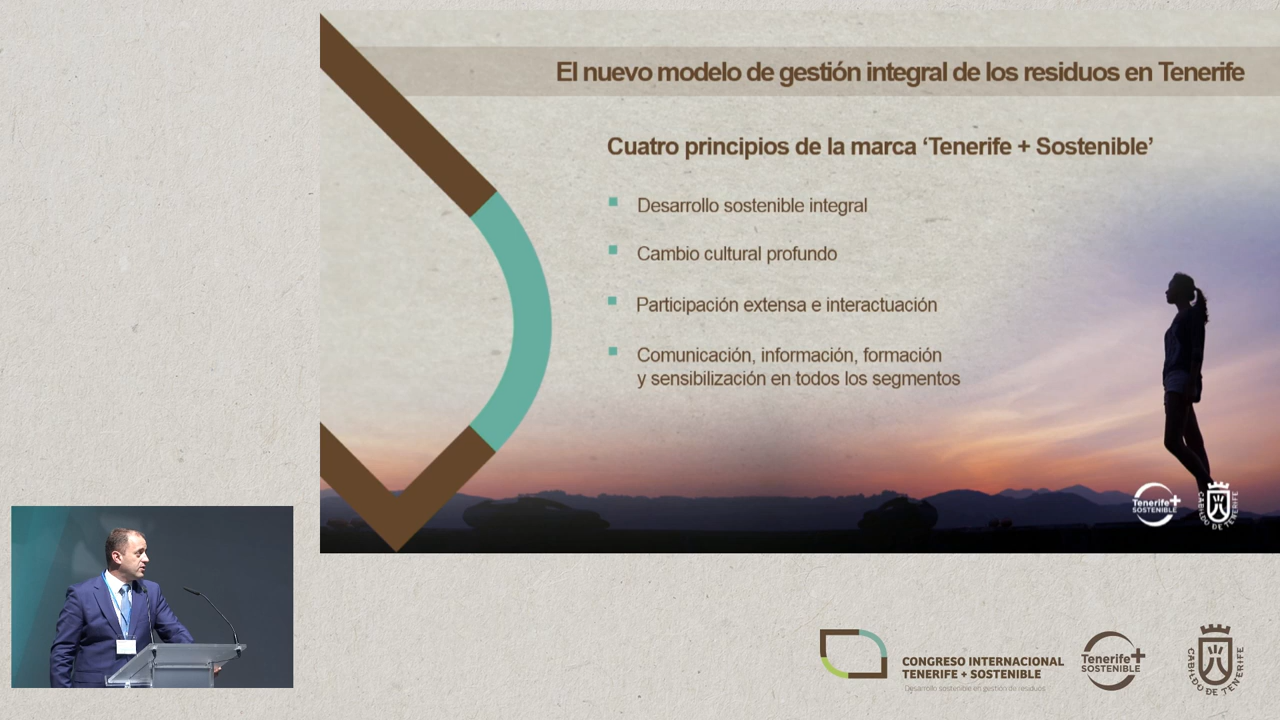 El nuevo modelo de gestión integral de los residuos en Tenerife
Cuatro principios de la marca ‘Tenerife + Sostenible’
Desarrollo sostenible integral
Cambio cultural profundo
Participación extensa e interactuación
Comunicación, información, formación
y sensibilización en todos los segmentos
Tenerife+
SOSTENIBLE
CABILDO DE TENERIFE
CONGRESO INTERNACIONAL
TENERIFE + SOSTENIBLE
Desarrollo sostenible en gestión de residuos
Tenerife+
SOSTENIBLE
CABILDO DE TENERIFE